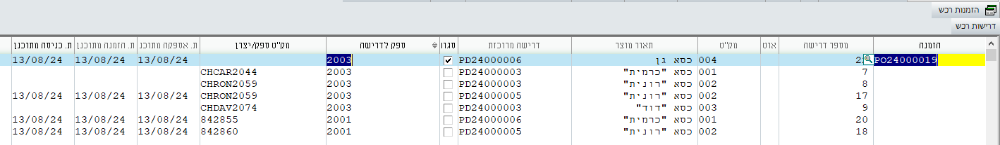 הזמנות רכש
דרישות רכש
הזמנה מספר דרישה אוט מק"ט תאור מוצר דרישה מרוכזת סגרו ספק לדרישה מק"ט ספק/יצרן ת. אספקה מתוכנן ת. הזמנה מתוכנן ת. כניסה מתוכנן
PO24000019 004 כסא גן PD24000006 2003 13/08/24 13/08/24 13/08/24
7 001 כסא "כרמית" PD24000003 2003 CHCAR2044
8 002 כסא "רונית" PD24000003 2003 CHRON2059
17 002 כסא "רונית" PD24000005 2003 CHRON2059 13/08/24 13/08/24 13/08/24
9 003 כסא "דוד" PD24000003 2003 CHDAV2074
20 001 כסא "כרמית" PD24000006 2001 842855 13/08/24 13/08/24 13/08/24
18 002 כסא "רונית" PD24000005 2001 842860 13/08/24 13/08/24 13/08/24